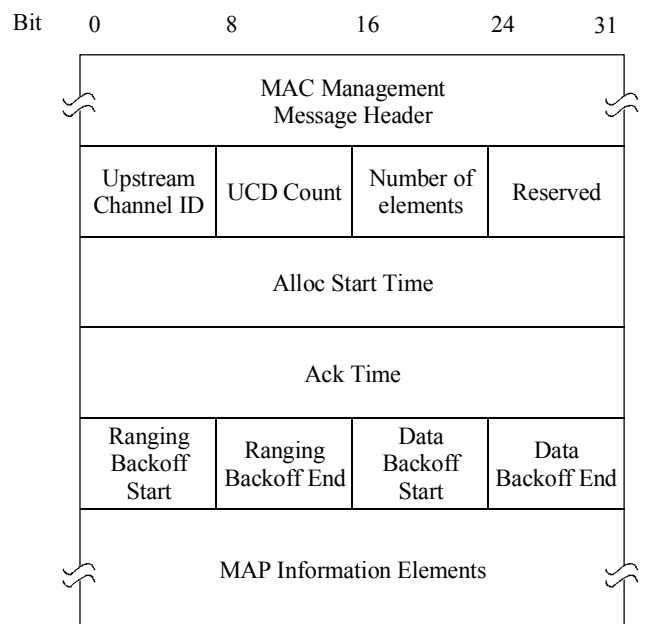 Bit 0 8 16 24 31
MAC Management
Message Header
Upstream
Channel ID
UCD Count
Number of
elements
Reserved
Alloc Start Time
Ack Time
Ranging
Backoff
Start
Ranging
Backoff End
Data
Backoff
Start
Data
Backoff End
MAP Information Elements